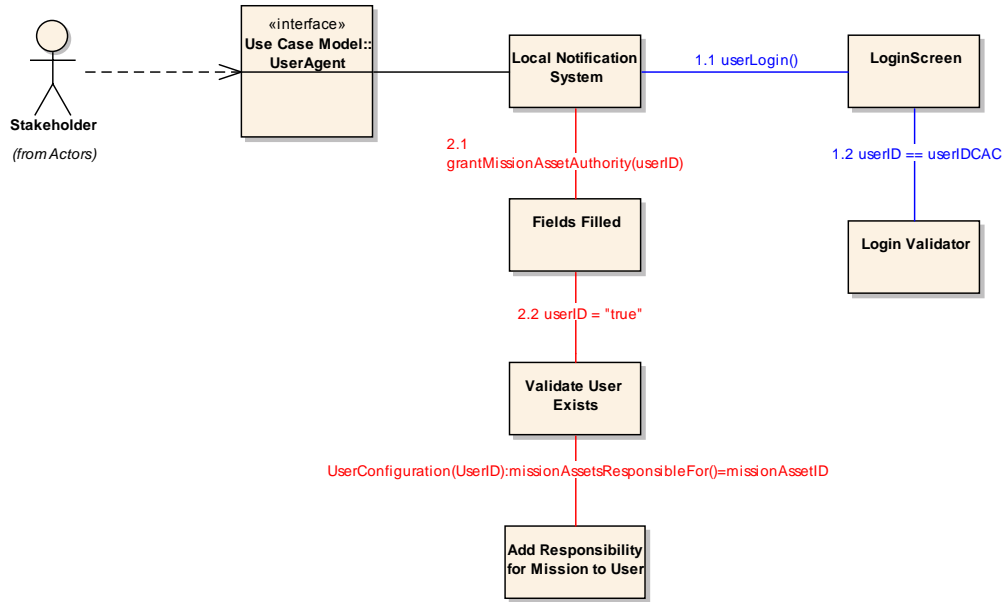 «interface»
Use Case Model::
UserAgent
Stakeholder
(from Actors)
Local Notification
System
1.1 userLogin()
LoginScreen
1.2 userID == userIDCAC
Login Validator
2.1
grantMissionAssetAuthority(userID)
Fields Filled
2.2 userID = "true"
Validate User
Exists
UserConfiguration(UserID):missionAssetsResponsibleFor()=missionAssetID
Add Responsibility
for Mission to User